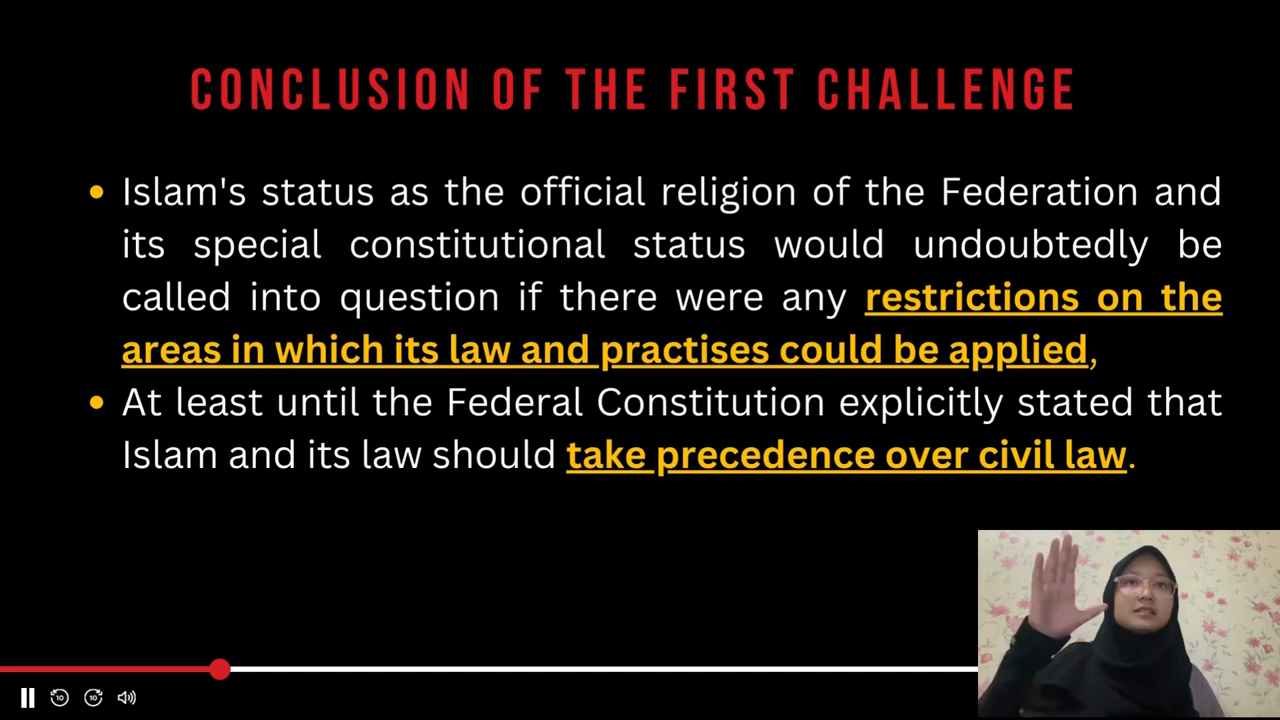 CONCLUSION OF THE FIRST CHALLENGE
Islam's status as the official religion of the Federation and
its special constitutional status would undoubtedly be
called into question if there were any restrictions on the
areas in which its law and practises could be applied,
At least until the Federal Constitution explicitly stated that
Islam and its law should take precedence over civil law.
10 10